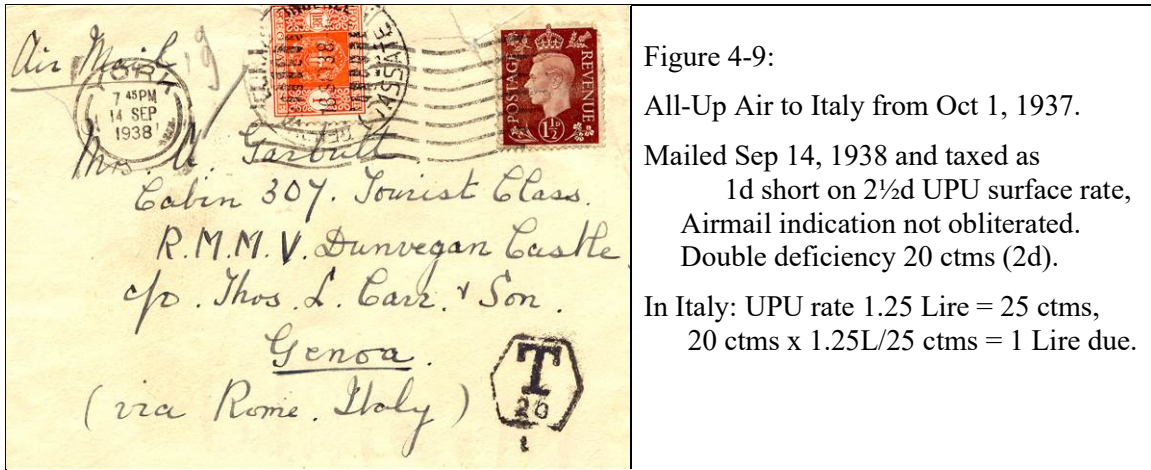 Air Mail
YORK
7 45PM
14 SEP
1938
POSTAGE
REVENUE
1½D
Mrs. A. Garbutt
Cabin 307. Tourist Class.
R.M.M.V. Dunvegan Castle
c/o. Thos. L. Carr. & Son.
Genoa.
(via Rome. Italy)
T
20
Figure 4-9:
All-Up Air to Italy from Oct 1, 1937.
Mailed Sep 14, 1938 and taxed as
1d short on 2½d UPU surface rate,
Airmail indication not obliterated.
Double deficiency 20 ctms (2d).
In Italy: UPU rate 1.25 Lire = 25 ctms,
20 ctms x 1.25L/25 ctms = 1 Lire due.